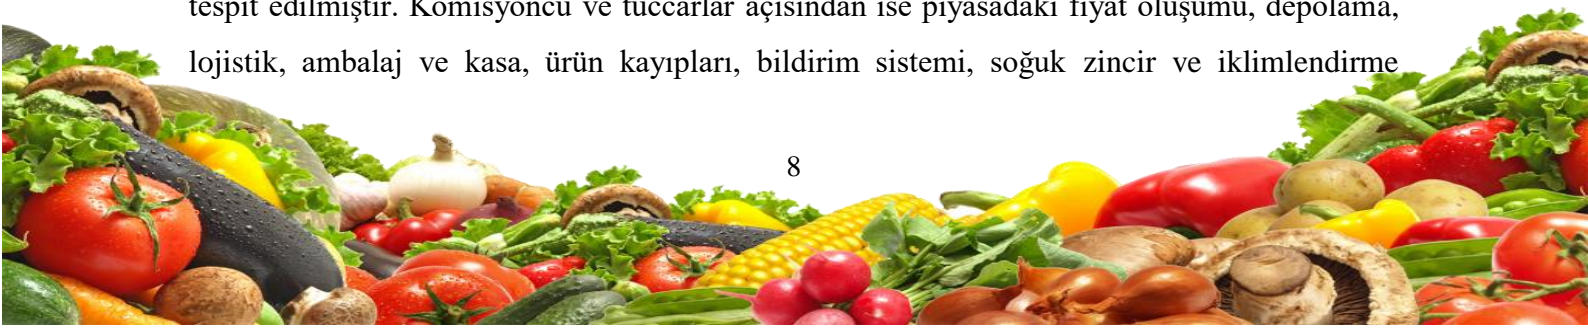 tespit edilmiştir. Komisyoncu ve tüccarlar açısından ise piyasadaki fiyat oluşumu, depolama,
lojistik, ambalaj ve kasa, ürün kayıpları, bildirim sistemi, soğuk zincir ve iklimlendirme
8